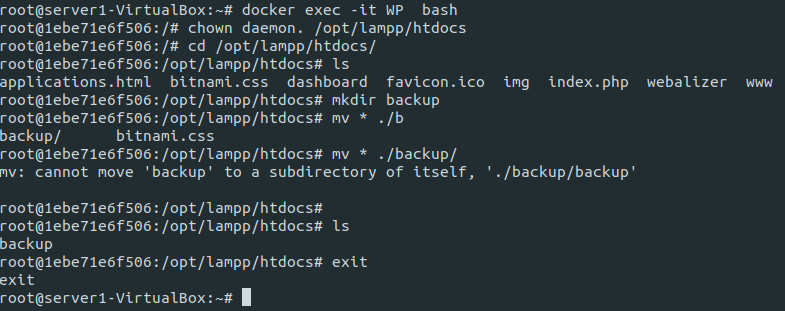 root@server1-VirtualBox:~# docker exec -it WP  bash
root@1ebe71e6f506:/# chown daemon. /opt/lampp/htdocs
root@1ebe71e6f506:/# cd /opt/lampp/htdocs/
root@1ebe71e6f506:/opt/lampp/htdocs# ls
applications.html  bitnami.css  dashboard  favicon.ico  img  index.php  webalizer  www
root@1ebe71e6f506:/opt/lampp/htdocs# mkdir backup
root@1ebe71e6f506:/opt/lampp/htdocs# mv * ./b
backup/      bitnami.css
root@1ebe71e6f506:/opt/lampp/htdocs# mv * ./backup/
mv: cannot move 'backup' to a subdirectory of itself, './backup/backup'
root@1ebe71e6f506:/opt/lampp/htdocs#
root@1ebe71e6f506:/opt/lampp/htdocs# ls
backup
root@1ebe71e6f506:/opt/lampp/htdocs# exit
exit
root@server1-VirtualBox:~#